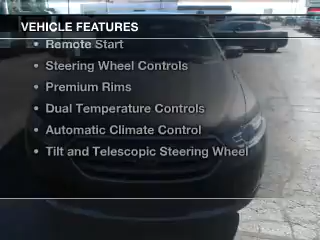 VEHICLE FEATURES
• Remote Start
• Steering Wheel Controls
• Premium Rims
• Dual Temperature Controls
• Automatic Climate Control
• Tilt and Telescopic Steering Wheel